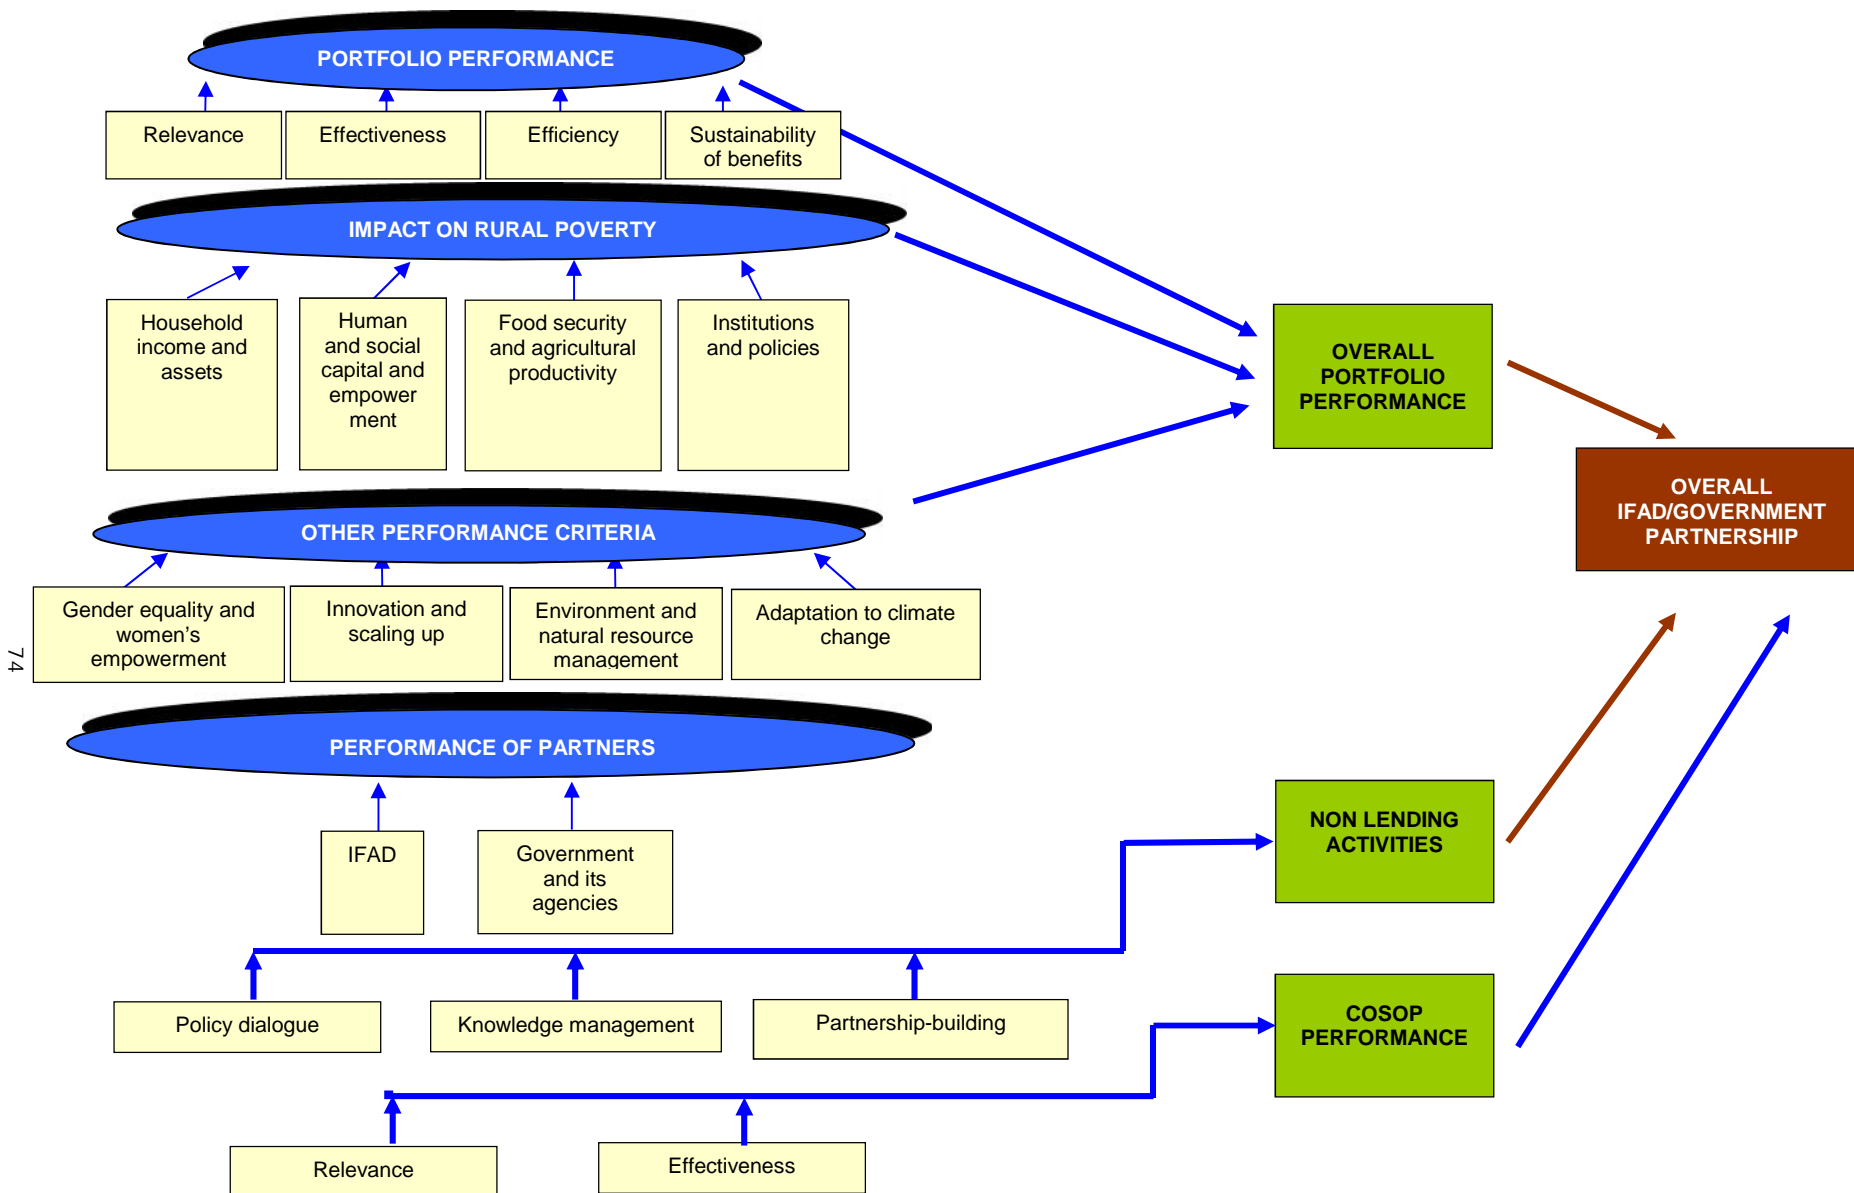 PORTFOLIO PERFORMANCE
Relevance
Effectiveness
Efficiency
Sustainability
of benefits
IMPACT ON RURAL POVERTY
Household
income and
assets
Human
and social
capital and
empower
ment
Food security
and agricultural
productivity
Institutions
and policies
OVERALL
PORTFOLIO
PERFORMANCE
OVERALL
IFAD/GOVERNMENT
PARTNERSHIP
OTHER PERFORMANCE CRITERIA
Gender equality and
women's
empowerment
Innovation and
scaling up
Environment and
natural resource
management
Adaptation to climate
change
74
PERFORMANCE OF PARTNERS
IFAD
Government
and its
agencies
NON LENDING
ACTIVITIES
Policy dialogue
Knowledge management
Partnership-building
COSOP
PERFORMANCE
Relevance
Effectiveness